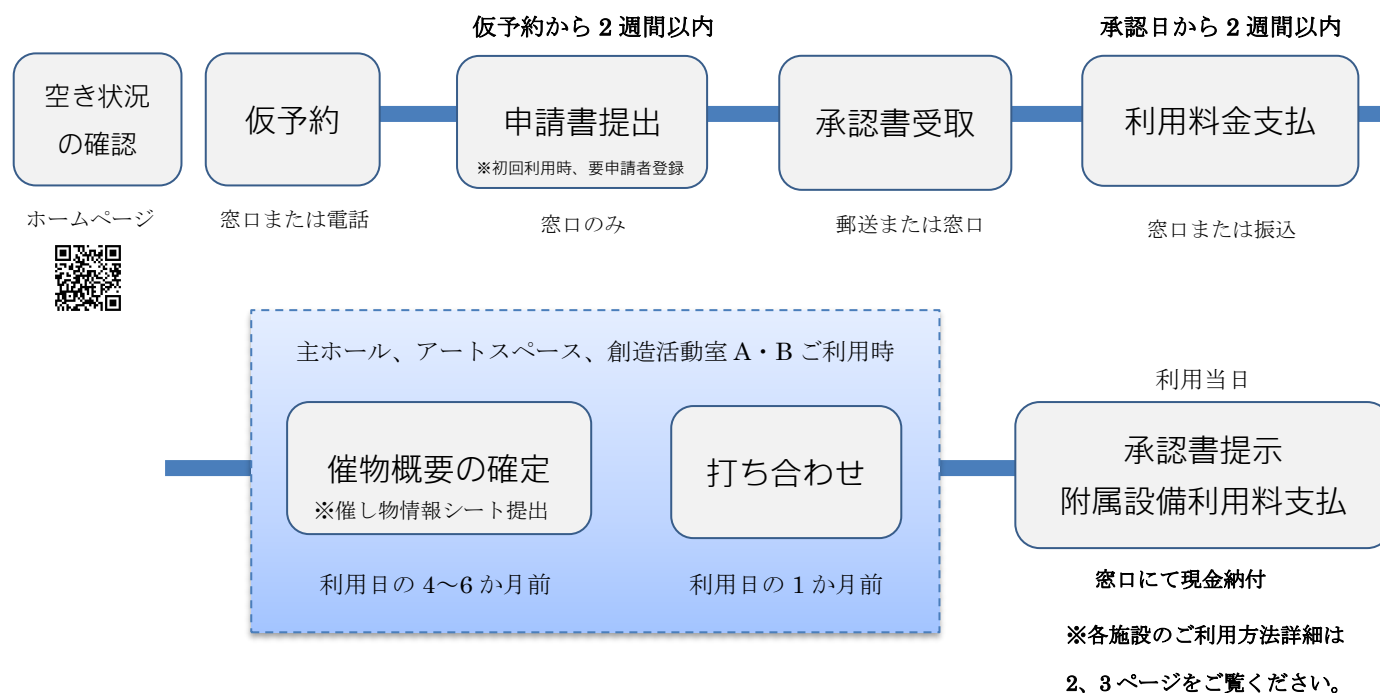 仮予約から 2 週間以内
承認日から 2 週間以内
空き状況
の確認
仮予約
申請書提出
※初回利用時、要申請者登録
承認書受取
利用料金支払
ホームページ
窓口または電話
窓口のみ
郵送または窓口
窓口または振込
主ホール、アートスペース、創造活動室 A・B ご利用時
催物概要の確定
※催し物情報シート提出
打ち合わせ
利用日の 4～6 か月前
利用日の 1 か月前
利用当日
承認書提示
附属設備利用料支払
窓口にて現金納付
※各施設のご利用方法詳細は
2、3 ページをご覧ください。